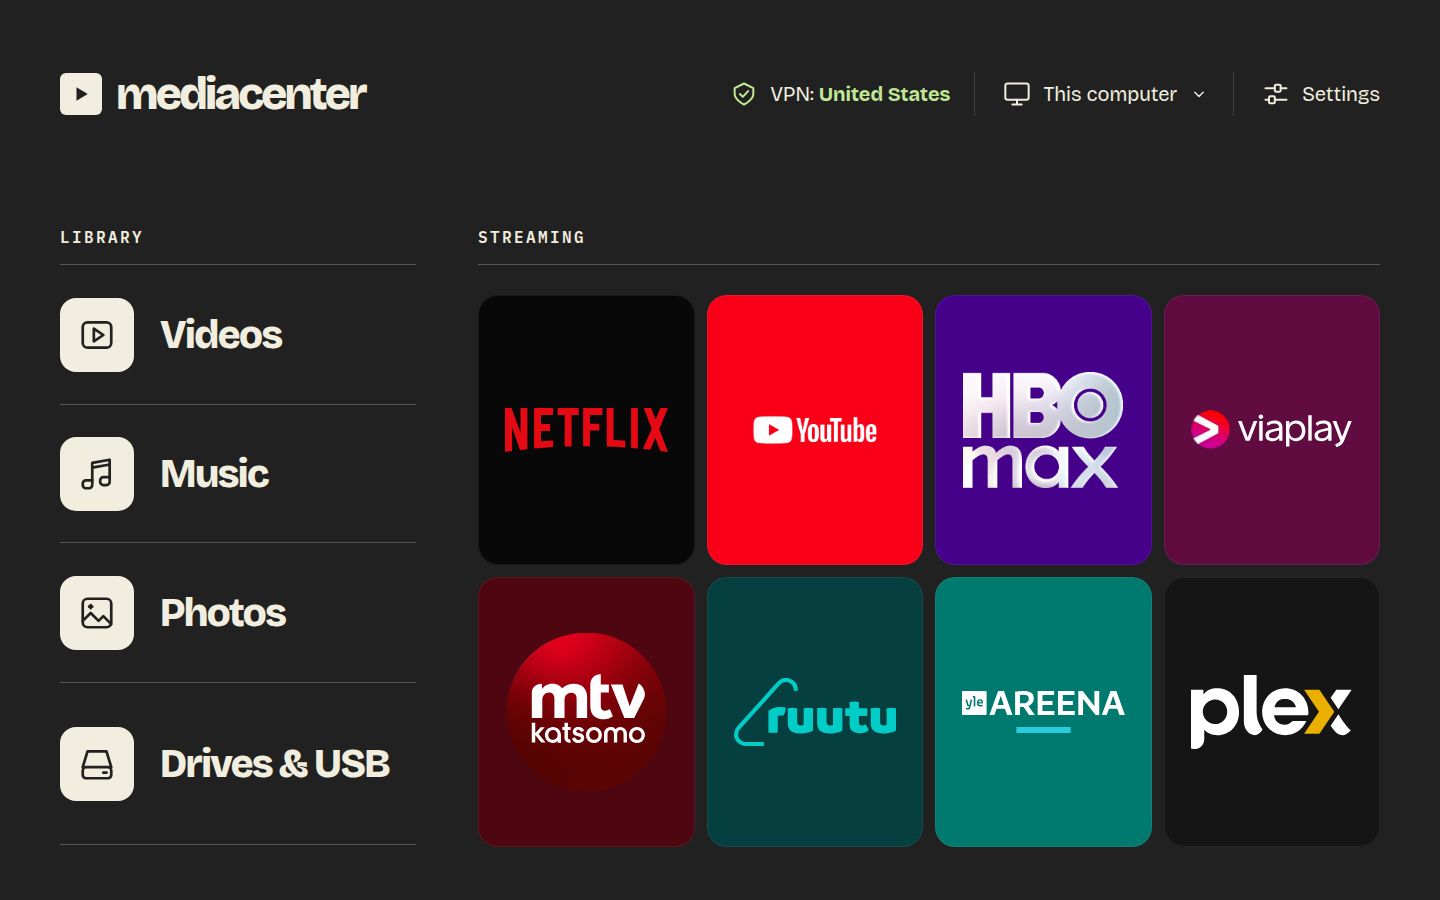 mediacenter
VPN: United States
This computer
Settings
LIBRARY
Videos
Music
Photos
Drives & USB
STREAMING
NETFLIX
YouTube
HBO
max
viaplay
mtv
katsomo
ruutu
yle AREENA
plex